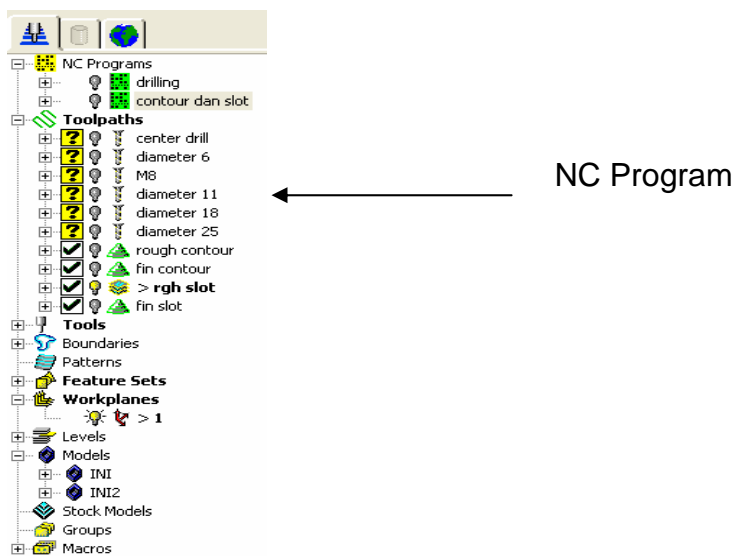 NC Programs
drilling
contour dan slot
Toolpaths
center drill
diameter 6
M8
diameter 11
diameter 18
diameter 25
rough contour
fin contour
> rgh slot
fin slot
Tools
Boundaries
Patterns
Feature Sets
Workplanes
> 1
Levels
Models
INI
INI2
Stock Models
Groups
Macros
NC Program